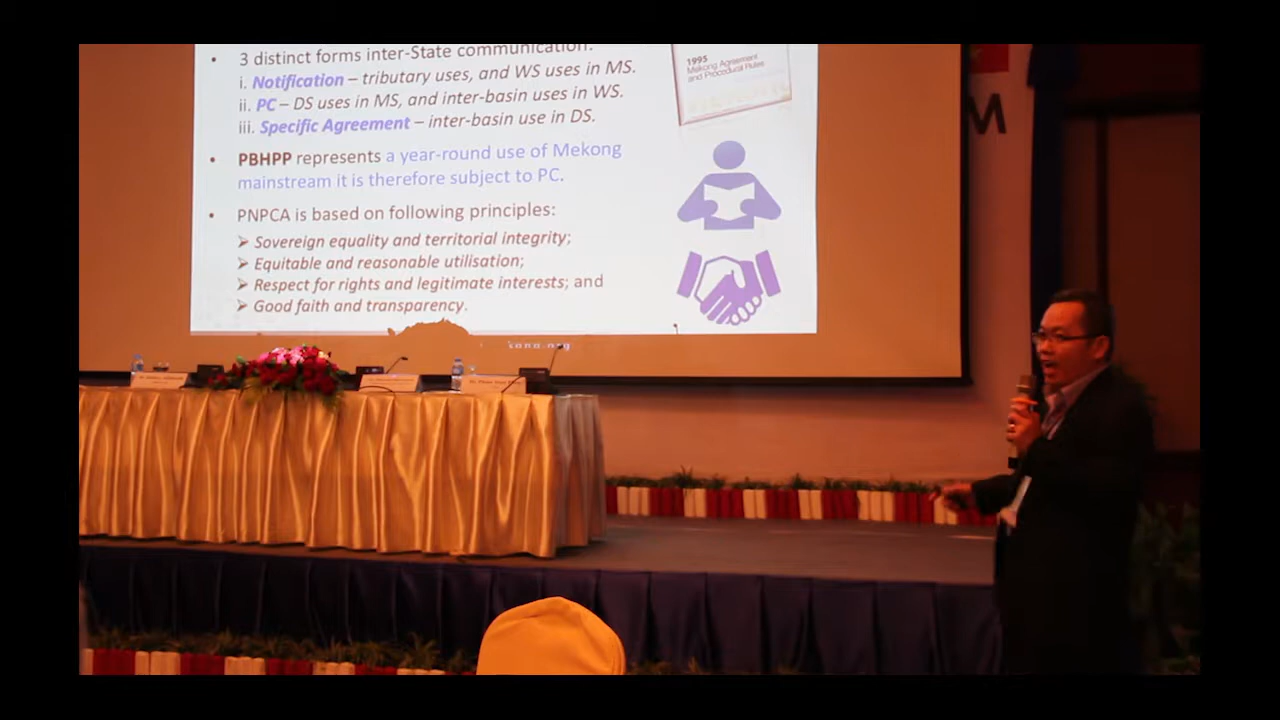 • 3 distinct forms inter-State communication.
i. Notification – tributary uses, and WS uses in MS.
ii. PC – DS uses in MS, and inter-basin uses in WS.
iii. Specific Agreement – inter-basin use in DS.
• PBHPP represents a year-round use of Mekong
mainstream it is therefore subject to PC.
• PNPCA is based on following principles:
➢ Sovereign equality and territorial integrity;
➢ Equitable and reasonable utilisation;
➢ Respect for rights and legitimate interests; and
➢ Good faith and transparency.
1995
Mekong Agreement
and Procedural Rules
M